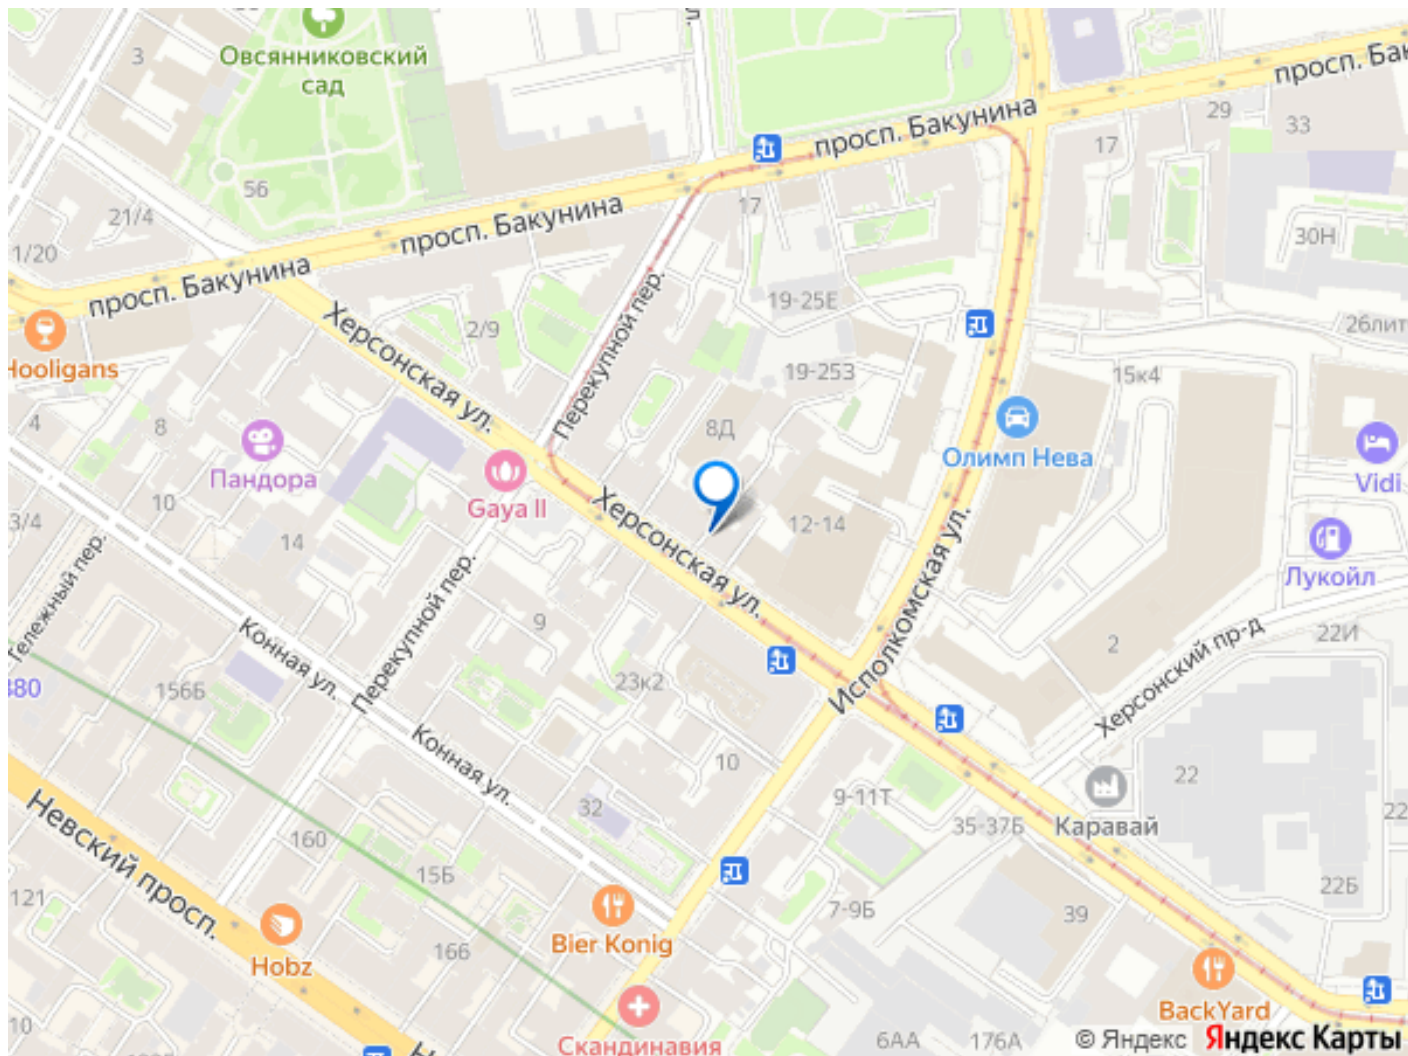 Овсянниковский
сад
3
56
21/4
1/20
просп. Бакунина
просп. Бакунина
просп. Бакунина
просп. Бак
29
33
17
17
30Н
Hooligans
Херсонская ул.
2/9
Перекупной пер.
19-25Е
19-253
26лит
15к4
4
8
10
Пандора
3/4
14
Gaya II
8Д
Олимп Нева
Vidi
Херсонская ул.
12-14
Исполкомская ул.
Лукойл
Тележный пер.
Конная ул.
Перекупной пер.
9
23к2
2
22И
Херсонский пр-д
380
156Б
Конная ул.
10
32
9-11Т
22
35-37Б
Каравай
22
Невский просп.
160
15Б
121
22Б
7-9Б
39
Bier Konig
166
Hobz
BackYard
10
Скандинавия
6АА
176А
© Яндекс Яндекс Карты